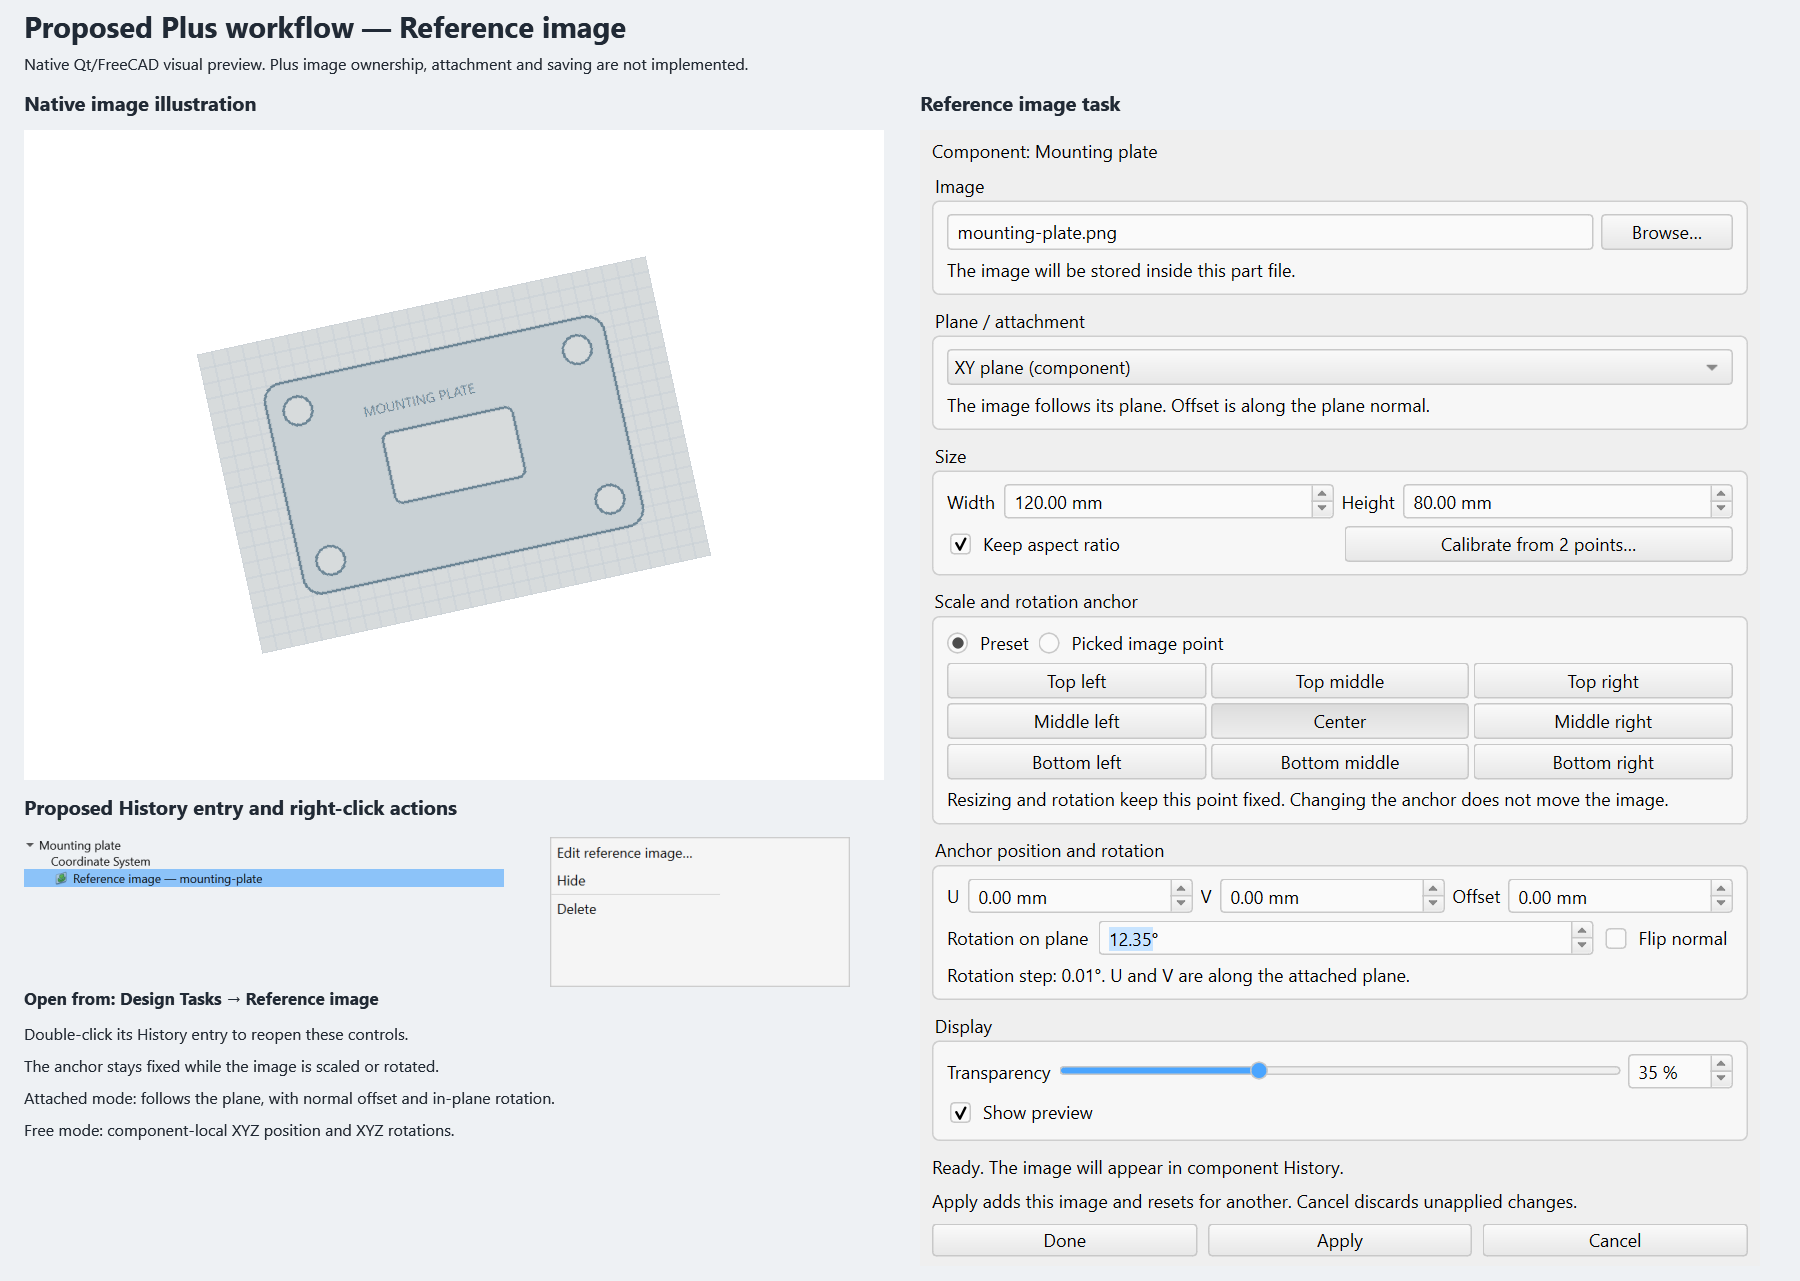 Proposed Plus workflow — Reference image
Native Qt/FreeCAD visual preview. Plus image ownership, attachment and saving are not implemented.
Native image illustration
MOUNTING PLATE
Proposed History entry and right-click actions
Mounting plate
Coordinate System
Reference image — mounting-plate
Edit reference image...
Hide
Delete
Open from: Design Tasks → Reference image
Double-click its History entry to reopen these controls.
The anchor stays fixed while the image is scaled or rotated.
Attached mode: follows the plane, with normal offset and in-plane rotation.
Free mode: component-local XYZ position and XYZ rotations.
Reference image task
Component: Mounting plate
Image
mounting-plate.png Browse...
The image will be stored inside this part file.
Plane / attachment
XY plane (component)
The image follows its plane. Offset is along the plane normal.
Size
Width 120.00 mm Height 80.00 mm
Keep aspect ratio Calibrate from 2 points...
Scale and rotation anchor
Preset Picked image point
Top left Top middle Top right
Middle left Center Middle right
Bottom left Bottom middle Bottom right
Resizing and rotation keep this point fixed. Changing the anchor does not move the image.
Anchor position and rotation
U 0.00 mm V 0.00 mm Offset 0.00 mm
Rotation on plane 12.35° Flip normal
Rotation step: 0.01°. U and V are along the attached plane.
Display
Transparency 35 %
Show preview
Ready. The image will appear in component History.
Apply adds this image and resets for another. Cancel discards unapplied changes.
Done Apply Cancel